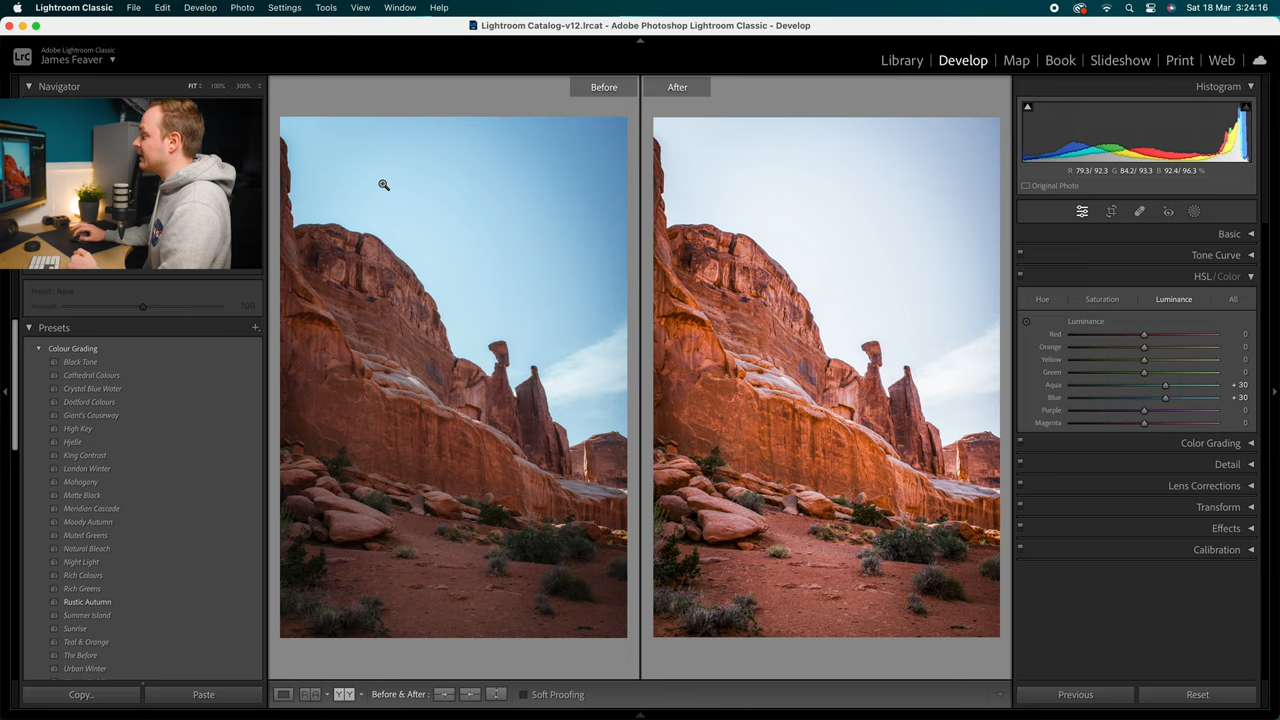 Lightroom Classic File Edit Develop Photo Settings Tools View Window Help Sat 18 Mar 3:24:16
Lightroom Catalog-v12.lrcat - Adobe Photoshop Lightroom Classic - Develop
LrC
Adobe Lightroom Classic
James Feaver
Library Develop Map Book Slideshow Print Web
Navigator FIT 100% 300%
Preset : None
Amount 100
Presets
Colour Grading
Black Tane
Cathedral Colours
Crystal Blue Water
Dodford Colours
Giant's Causeway
High Key
Hjelle
King Contrast
London Winter
Mahogany
Matte Black
Meridian Cascade
Moody Autumn
Muted Greens
Natural Bleach
Night Light
Rich Colours
Rich Greens
Rustic Autumn
Summer Island
Sunrise
Teal & Orange
The Before
Urban Winter
Copy... Paste
Before After
Before & After : Soft Proofing
Histogram
R 79.3/ 92.3 G 84.2/ 93.3 B 92.4/ 96.3 %
Original Photo
Basic
Tone Curve
HSL / Color
Hue Saturation Luminance All
Luminance
Red 0
Orange 0
Yellow 0
Green 0
Aqua + 30
Blue + 30
Purple 0
Magenta 0
Color Grading
Detail
Lens Corrections
Transform
Effects
Calibration
Previous Reset